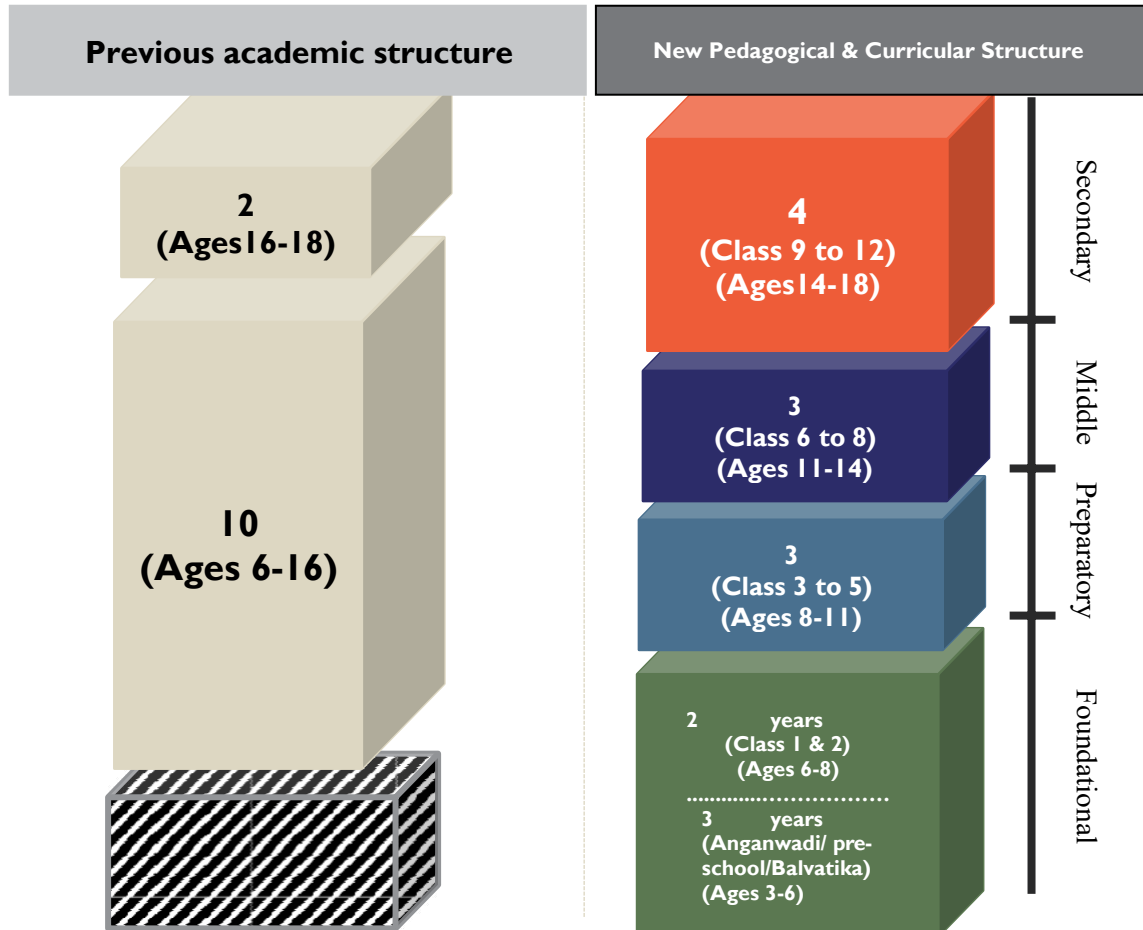 Previous academic structure
New Pedagogical & Curricular Structure
2
(Ages16-18)
10
(Ages 6-16)
4
(Class 9 to 12)
(Ages14-18)
3
(Class 6 to 8)
(Ages 11-14)
3
(Class 3 to 5)
(Ages 8-11)
2 years
(Class 1 & 2)
(Ages 6-8)
................................
3 years
(Anganwadi/ pre-
school/Balvatika)
(Ages 3-6)
Secondary
Middle
Preparatory
Foundational